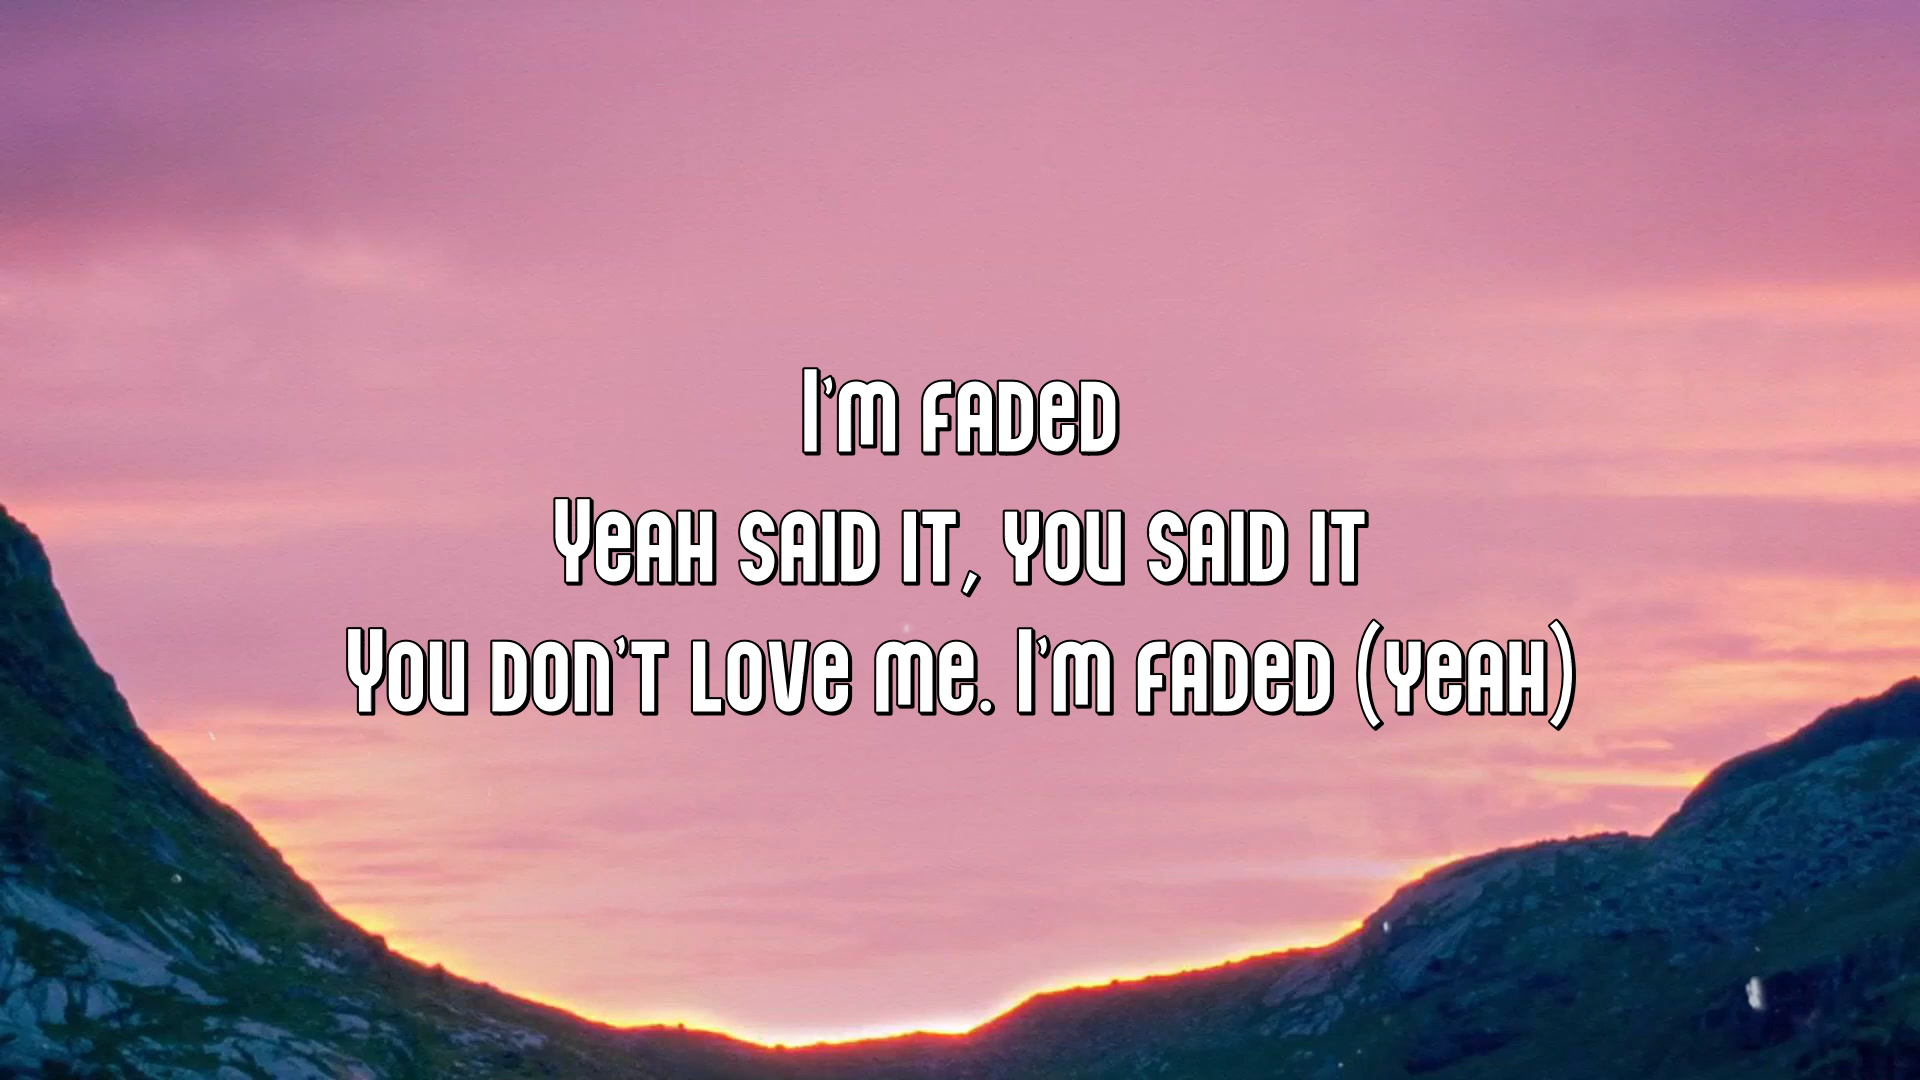 I'm faded
Yeah said it, you said it
You don't love me. I'm faded (yeah)